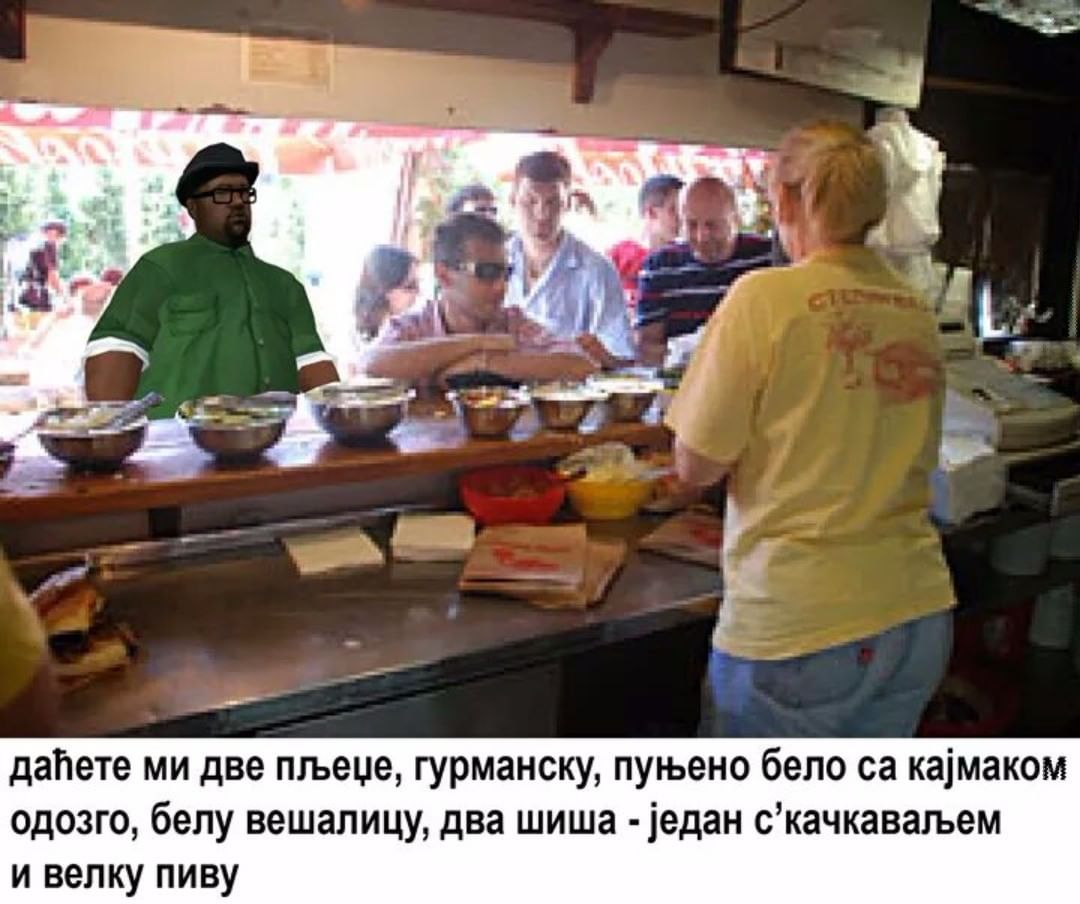 даћете ми две пљеџе, гурманску, пуњено бело са кајмаком
одозго, белу вешалицу, два шиша - један с'качкаваљем
и велку пиву